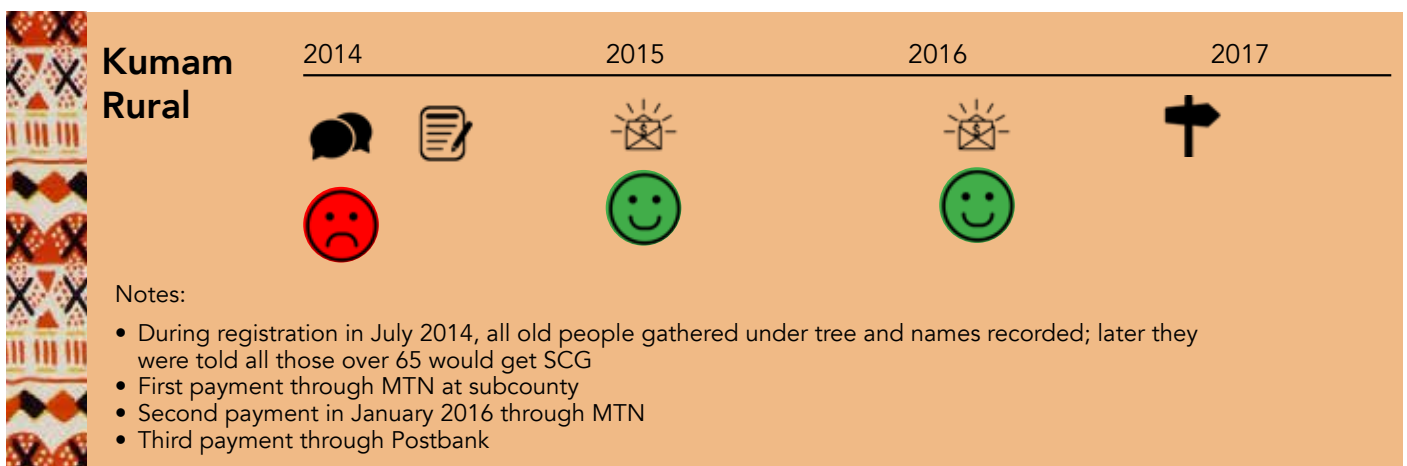 Kumam
Rural
2014 2015 2016 2017
Notes:
• During registration in July 2014, all old people gathered under tree and names recorded; later they
were told all those over 65 would get SCG
• First payment through MTN at subcounty
• Second payment in January 2016 through MTN
• Third payment through Postbank